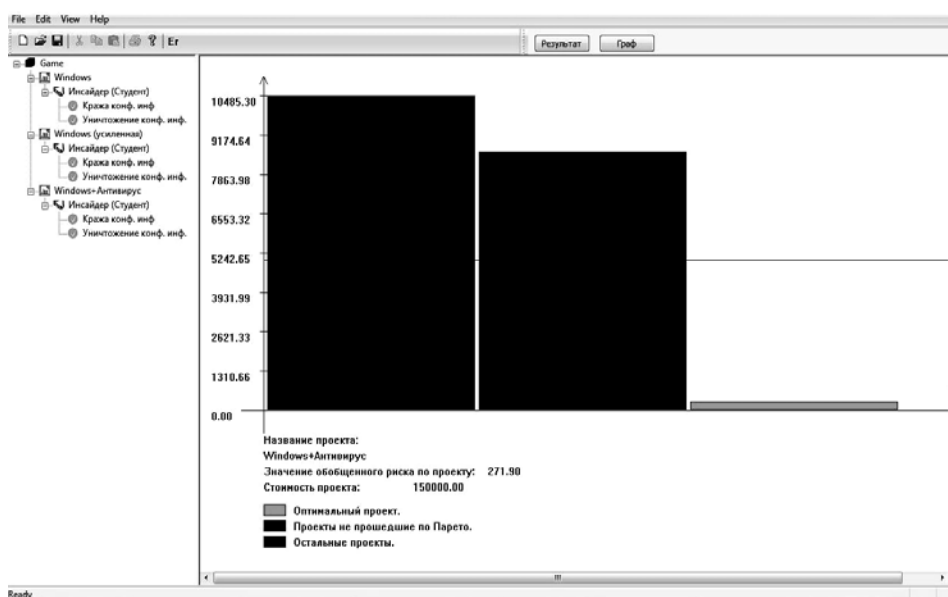 File Edit View Help
Er
Результат Граф
Game
Windows
Инсайдер (Студент)
Кража конф. инф
Уничтожение конф. инф.
Windows (усиленная)
Инсайдер (Студент)
Кража конф. инф
Уничтожение конф. инф.
Windows+Антивирус
Инсайдер (Студент)
Кража конф. инф
Уничтожение конф. инф.
10485.30
9174.64
7863.98
6553.32
5242.65
3931.99
2621.33
1310.66
0.00
Название проекта:
Windows+Антивирус
Значение обобщенного риска по проекту: 271.90
Стоимость проекта: 150000.00
Оптимальный проект.
Проекты не прошедшие по Парето.
Остальные проекты.
Ready